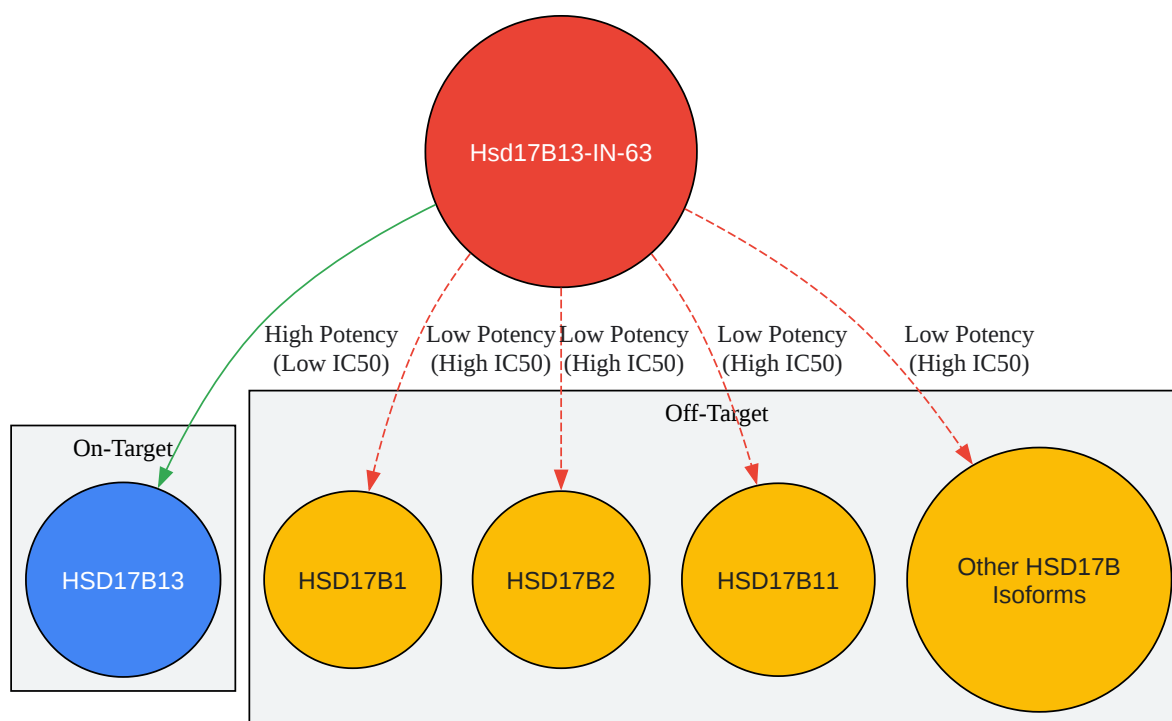 Hsd17B13-IN-63
High Potency
(Low IC50)
Low Potency
(High IC50)
Low Potency
(High IC50)
Low Potency
(High IC50)
Low Potency
(High IC50)
On-Target
Off-Target
HSD17B13
HSD17B1
HSD17B2
HSD17B11
Other HSD17B
Isoforms